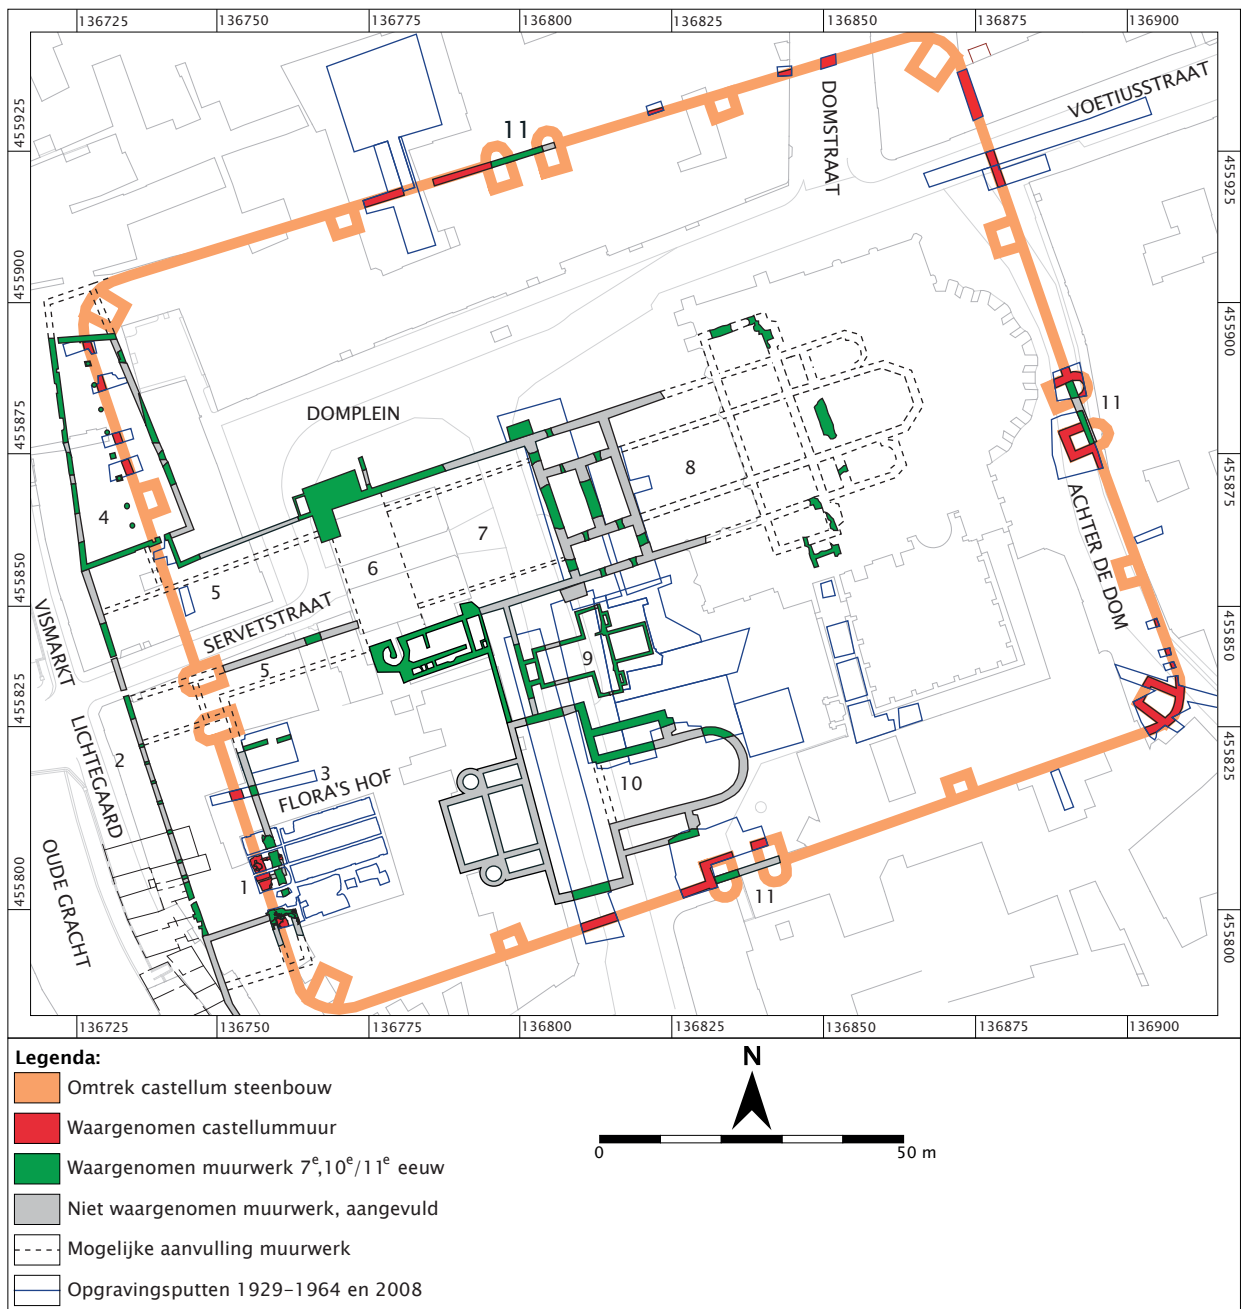 136725 136750 136775 136800 136825 136850 136875 136900
455925
455900
455875
455850
455825
455800
455925
455900
455875
455850
455825
455800
VOETIUSSTRAAT
DOMSTRAAT
11
DOMPLEIN
11
8
7
4
6
ACHTER DE DOM
5
VISMARKT
SERVETSTRAAT
9
5
LICHTEGAARD
2
3
FLORA'S HOF
10
OUDE GRACHT
1
11
136725 136750 136775 136800 136825 136850 136875 136900
Legenda:
Omtrek castellum steenbouw
Waargenomen castellummuur
Waargenomen muurwerk 7e,10e/11e eeuw
Niet waargenomen muurwerk, aangevuld
Mogelijke aanvulling muurwerk
Opgravingsputten 1929–1964 en 2008
N
0 50 m